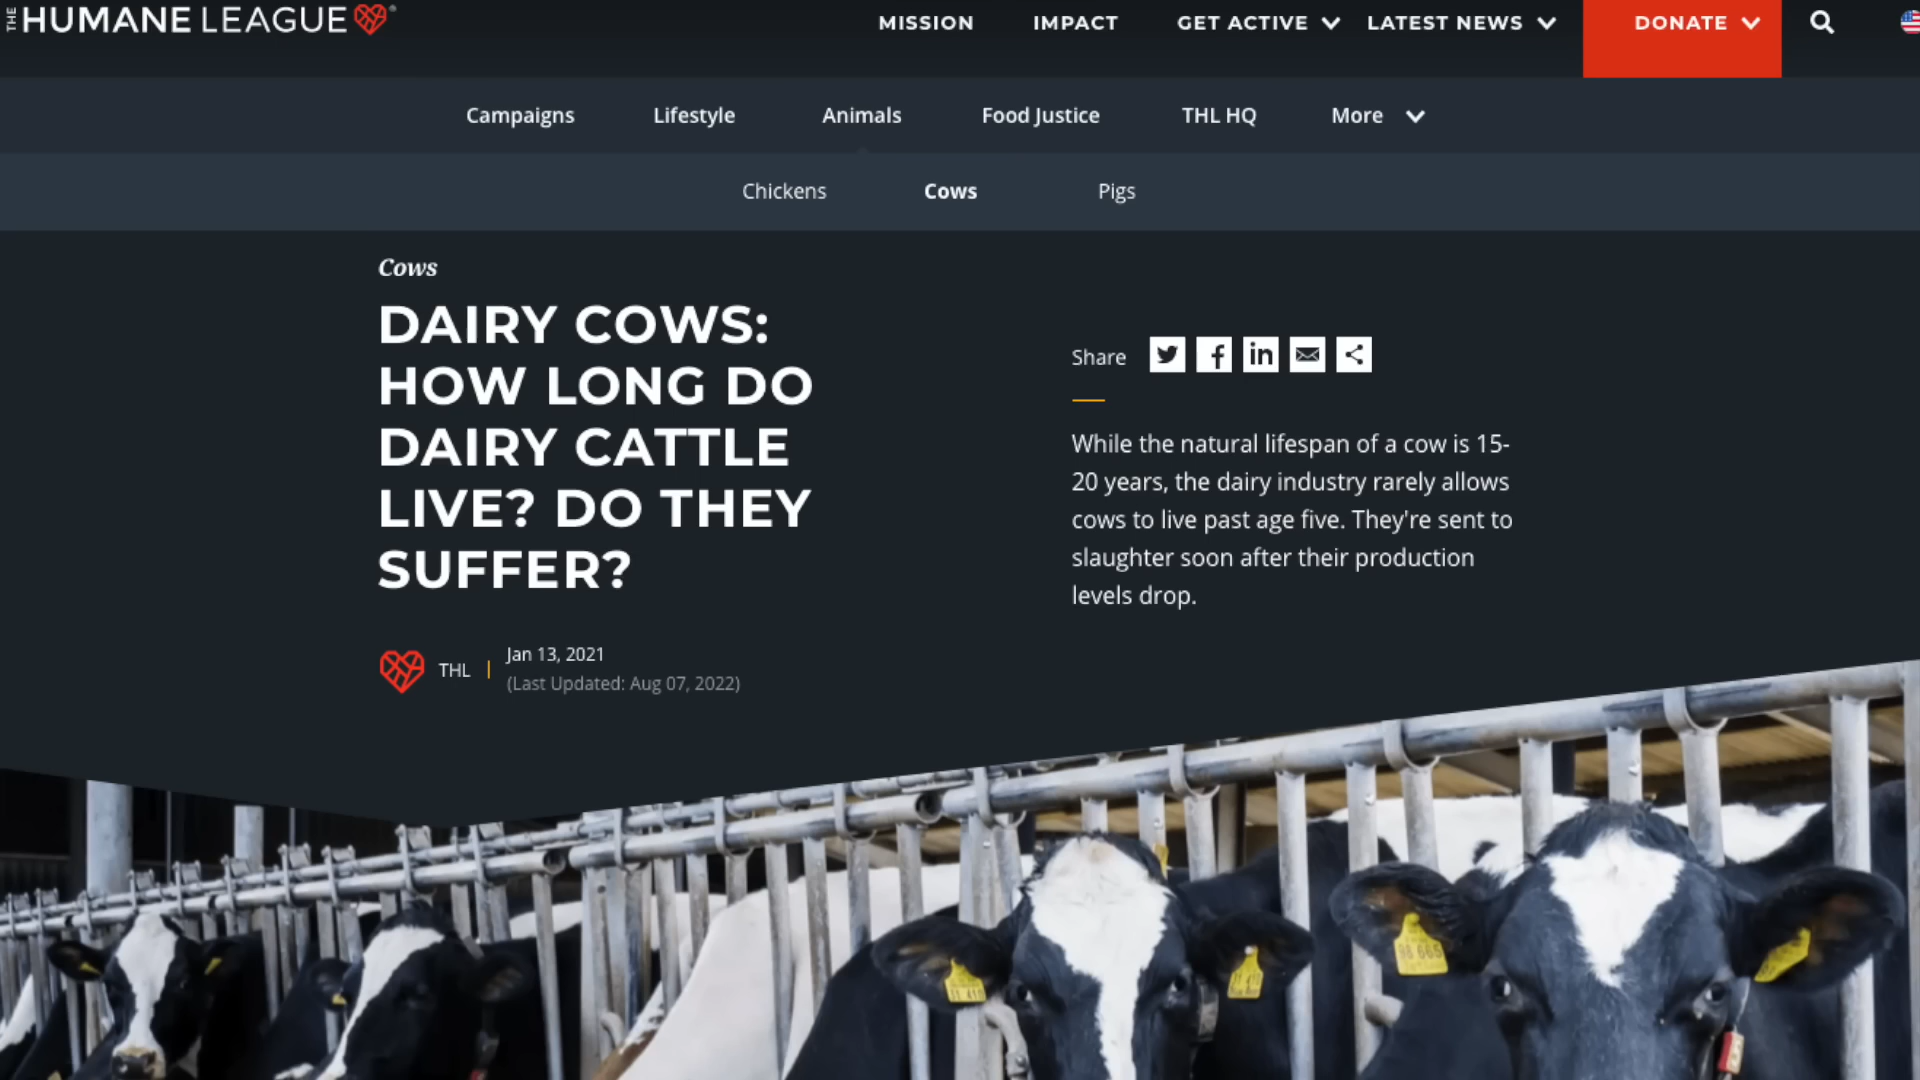 THE HUMANE LEAGUE®
MISSION IMPACT GET ACTIVE LATEST NEWS DONATE
Campaigns Lifestyle Animals Food Justice THL HQ More
Chickens Cows Pigs
Cows
DAIRY COWS:
HOW LONG DO
DAIRY CATTLE
LIVE? DO THEY
SUFFER?
THL | Jan 13, 2021
(Last Updated: Aug 07, 2022)
Share
While the natural lifespan of a cow is 15-
20 years, the dairy industry rarely allows
cows to live past age five. They're sent to
slaughter soon after their production
levels drop.